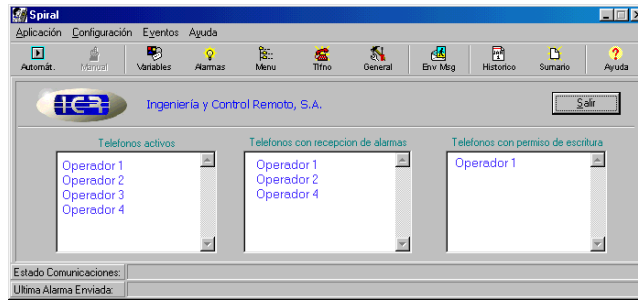 Spiral
Aplicación Configuración Eventos Ayuda
Automát. Manual Variables Alarmas Menu Tlfno General Env Msg Historico Sumario Ayuda
ICR Ingeniería y Control Remoto, S.A. Salir
Telefonos activos Telefonos con recepcion de alarmas Telefonos con permiso de escritura
Operador 1 Operador 1 Operador 1
Operador 2 Operador 2
Operador 3 Operador 4
Operador 4
Estado Comunicaciones:
Ultima Alarma Enviada: